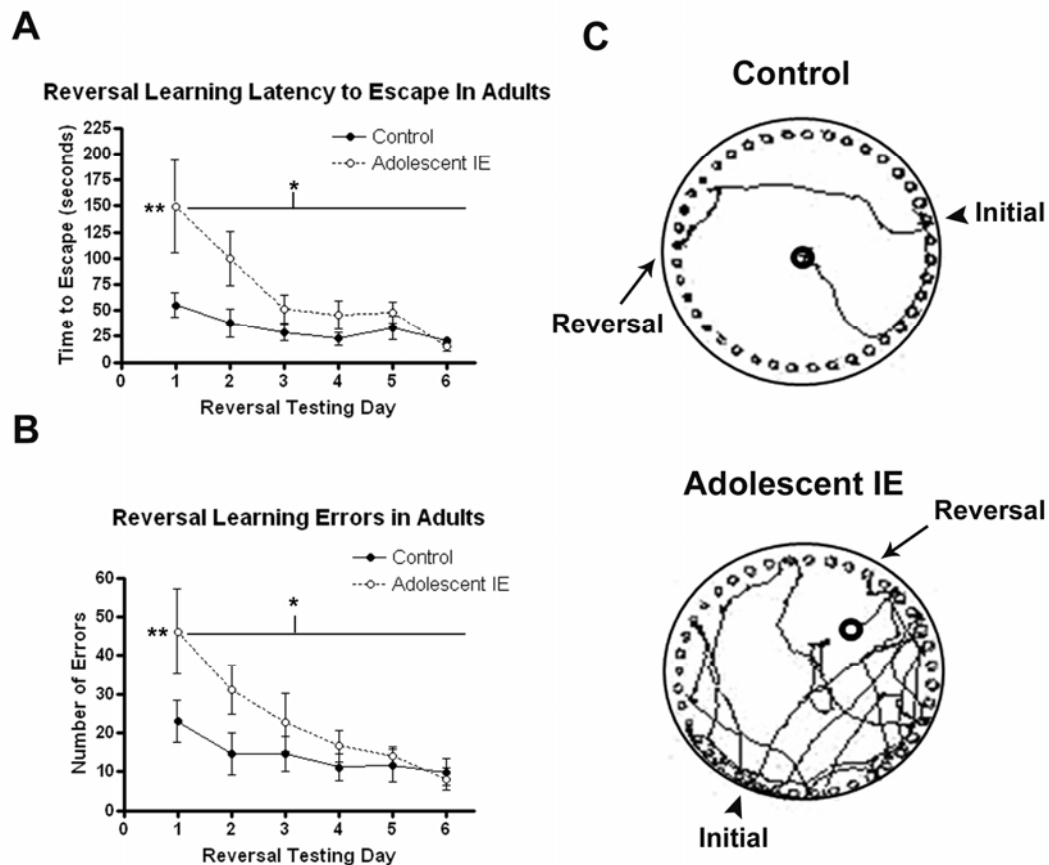 A
Reversal Learning Latency to Escape In Adults
Control
Adolescent IE
Time to Escape (seconds)
225
200
175
150
125
100
75
50
25
0
**
*
0 1 2 3 4 5 6
Reversal Testing Day
B
Reversal Learning Errors in Adults
Control
Adolescent IE
Number of Errors
60
50
40
30
20
10
0
**
*
0 1 2 3 4 5 6
Reversal Testing Day
C
Control
Initial
Reversal
Adolescent IE
Reversal
Initial